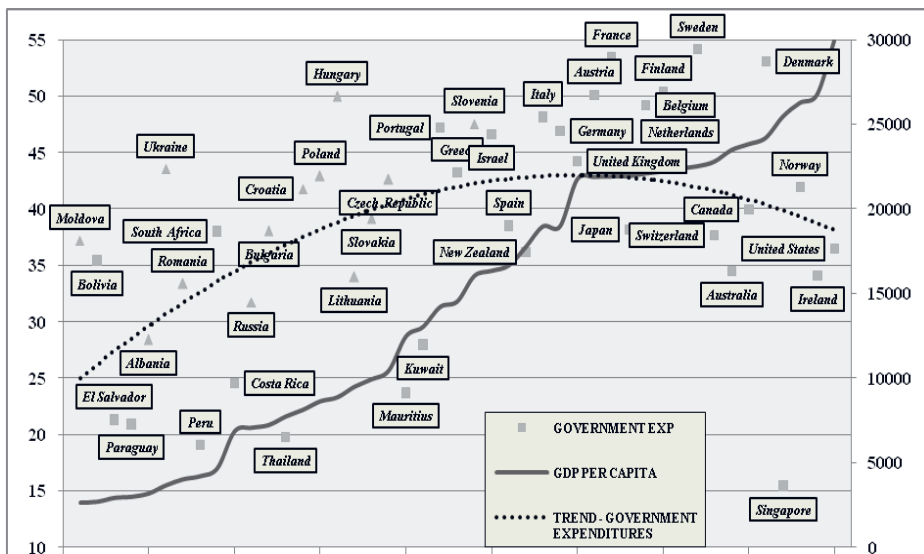 55
50
45
40
35
30
25
20
15
10
30000
25000
20000
15000
10000
5000
0
Sweden
France
Denmark
Austria
Finland
Hungary
Italy
Slovenia
Belgium
Portugal
Germany
Netherlands
Ukraine
Greece
Israel
United Kingdom
Poland
Norway
Croatia
Czech Republic
Moldova
Spain
Canada
South Africa
Japan
Switzerland
Bulgaria
Slovakia
New Zealand
United States
Romania
Bolivia
Lithuania
Australia
Ireland
Russia
Albania
Kuwait
Costa Rica
El Salvador
Mauritius
Peru
Paraguay
Thailand
GOVERNMENT EXP
GDP PER CAPITA
TREND - GOVERNMENT
EXPENDITURES
Singapore